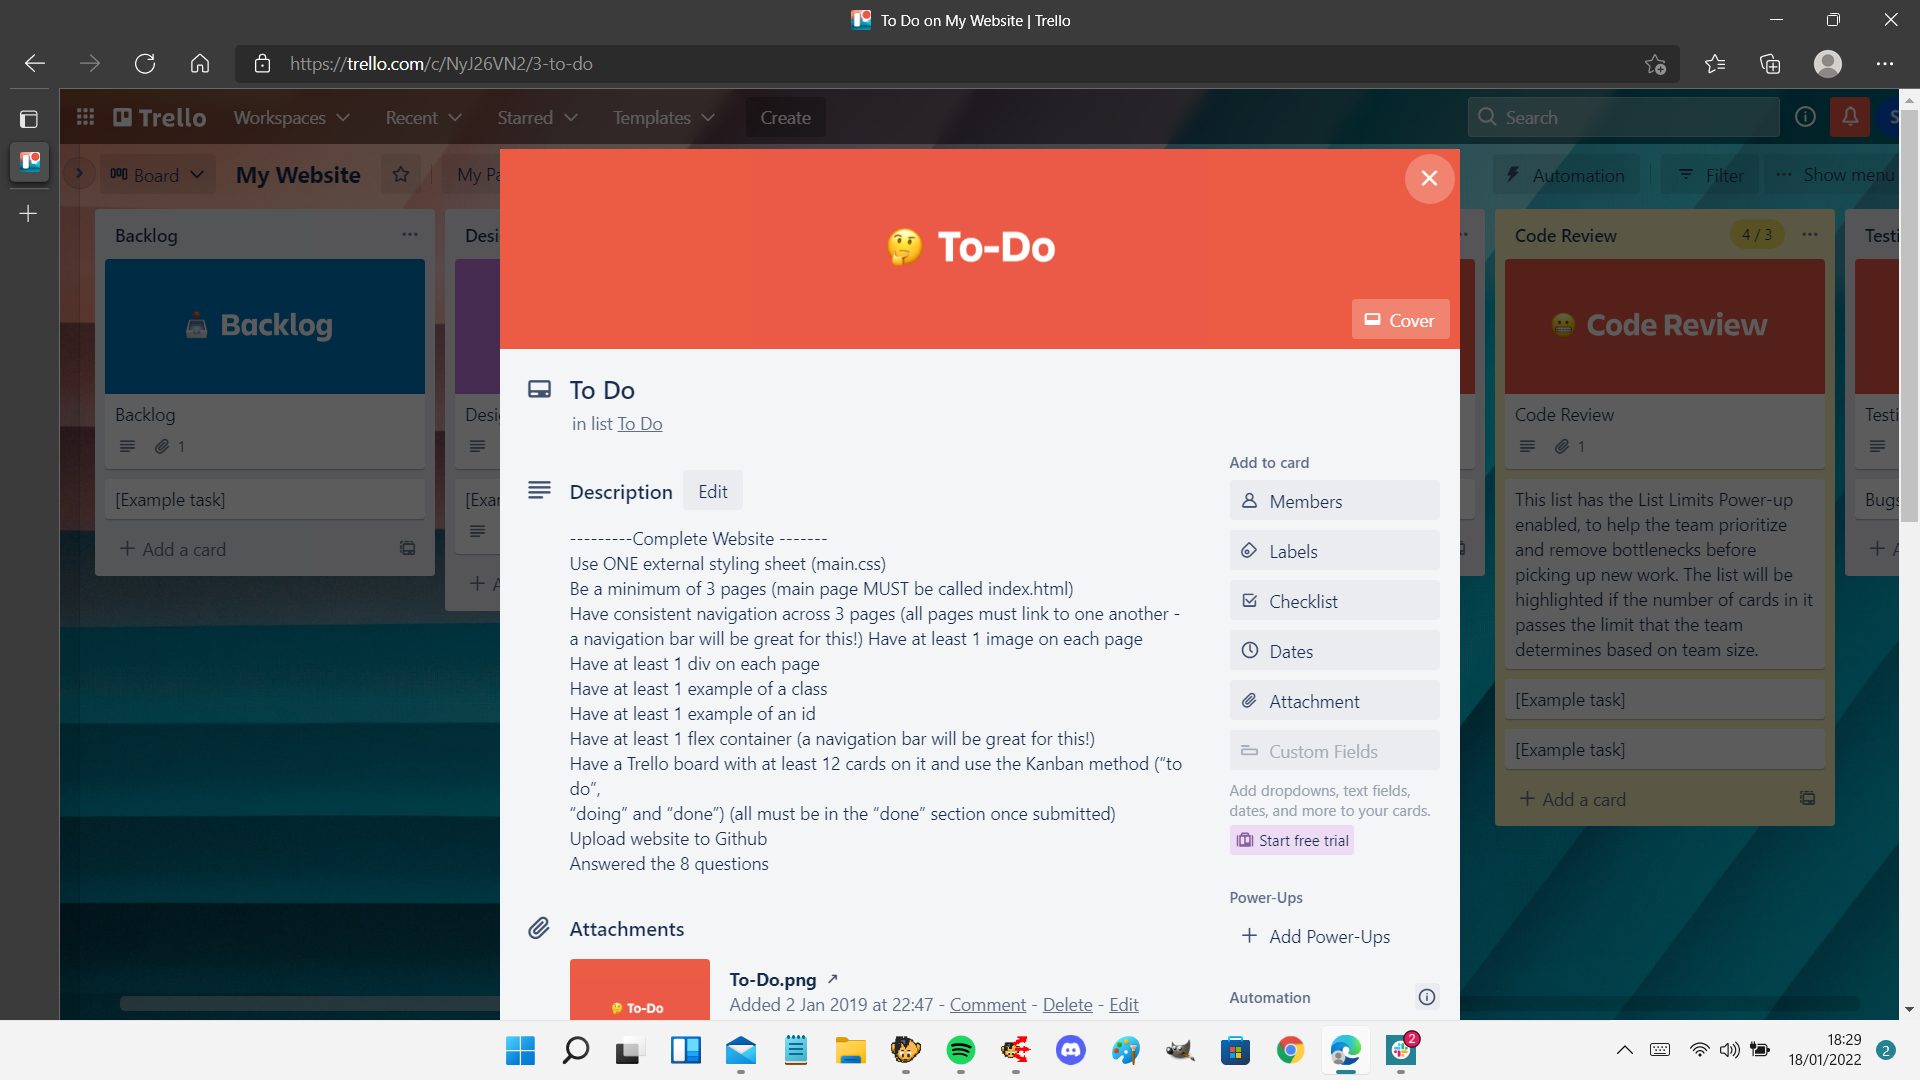 To Do on My Website | Trello
https://trello.com/c/NyJ26VN2/3-to-do
Trello
Workspaces
Recent
Starred
Templates
Create
Search
Board
My Website
Automation
Filter
Show menu
Backlog
Backlog
Backlog
1
[Example task]
+ Add a card
To-Do
Cover
To Do
in list To Do
Description
Edit
---------Complete Website -------
Use ONE external styling sheet (main.css)
Be a minimum of 3 pages (main page MUST be called index.html)
Have consistent navigation across 3 pages (all pages must link to one another -
a navigation bar will be great for this!) Have at least 1 image on each page
Have at least 1 div on each page
Have at least 1 example of a class
Have at least 1 example of an id
Have at least 1 flex container (a navigation bar will be great for this!)
Have a Trello board with at least 12 cards on it and use the Kanban method (“to
do”,
“doing” and “done”) (all must be in the “done” section once submitted)
Upload website to Github
Answered the 8 questions
Attachments
To-Do
To-Do.png ↗
Added 2 Jan 2019 at 22:47 - Comment - Delete - Edit
Add to card
Members
Labels
Checklist
Dates
Attachment
Custom Fields
Add dropdowns, text fields,
dates, and more to your cards.
Start free trial
Power-Ups
+ Add Power-Ups
Automation
Code Review
4 / 3
Code Review
Code Review
1
This list has the List Limits Power-up
enabled, to help the team prioritize
and remove bottlenecks before
picking up new work. The list will be
highlighted if the number of cards in it
passes the limit that the team
determines based on team size.
[Example task]
[Example task]
+ Add a card
Bugs
2
18:29
18/01/2022
2